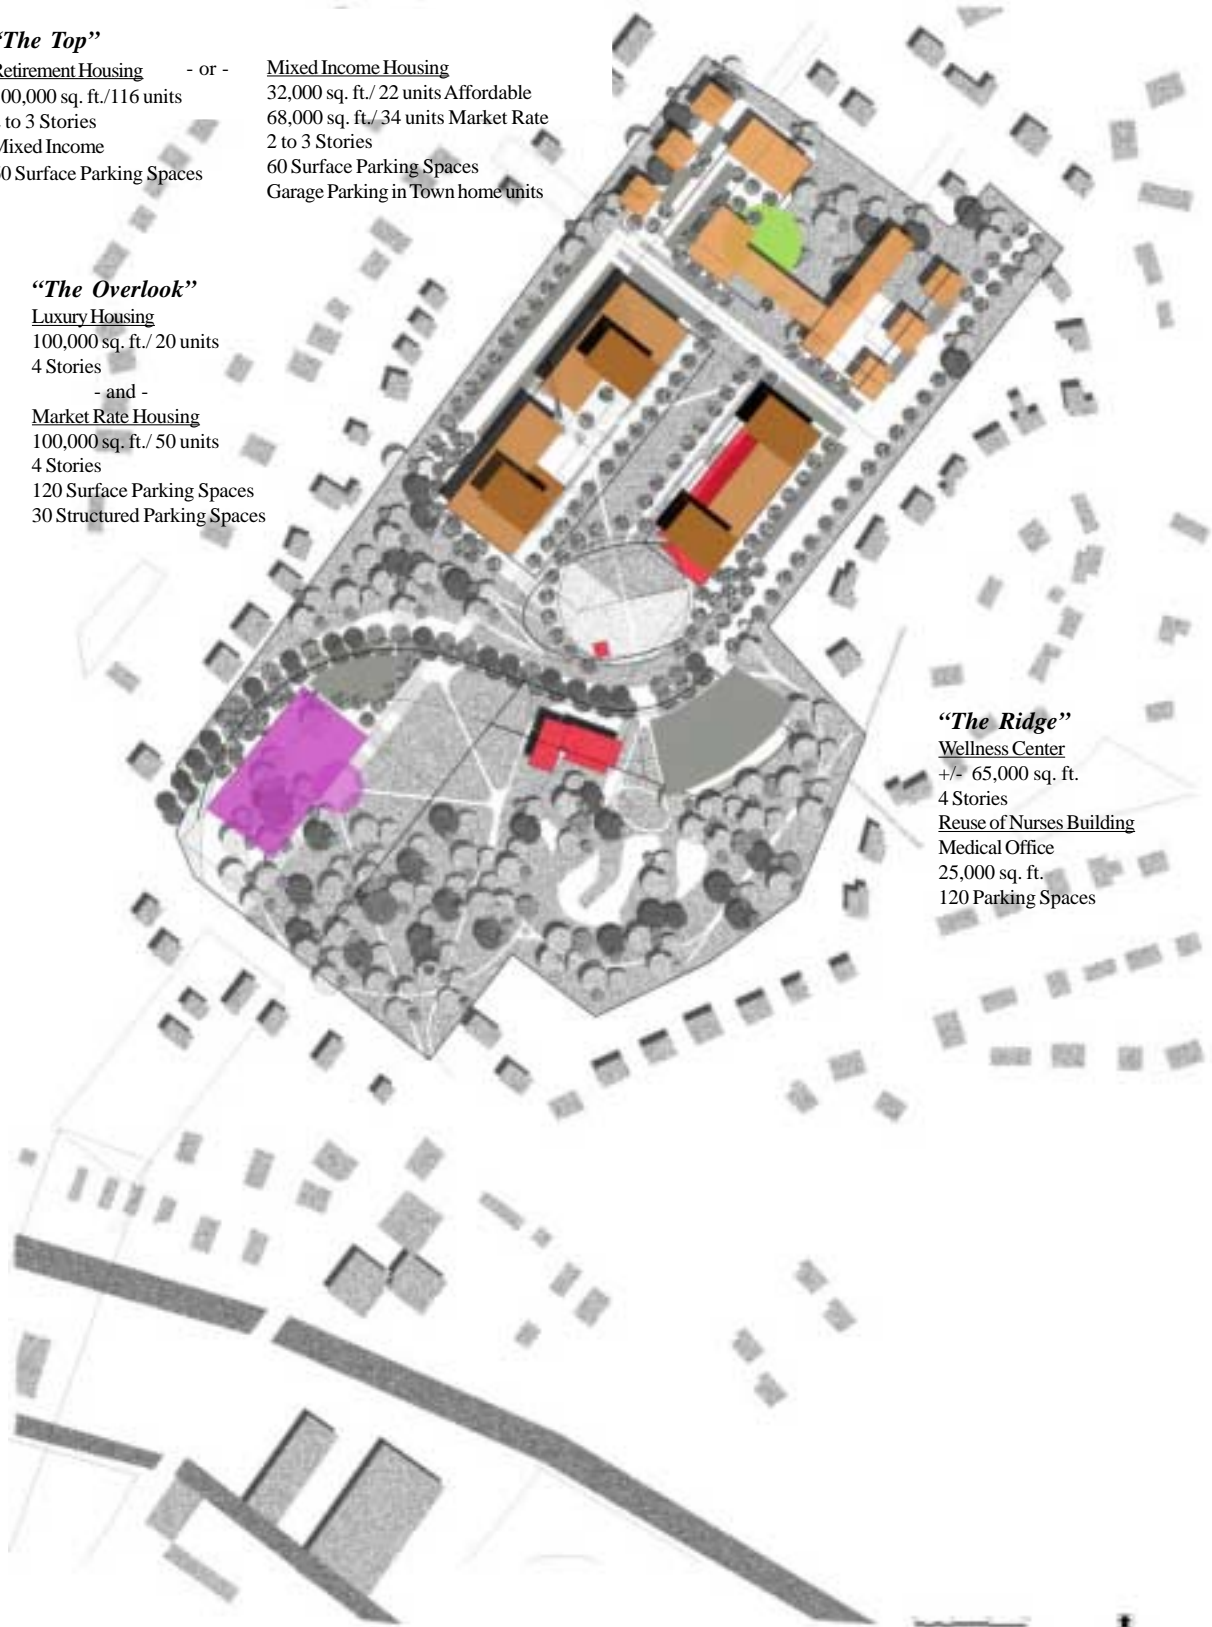 “The Top”
Retirement Housing - or -
00,000 sq. ft./116 units
to 3 Stories
Mixed Income
0 Surface Parking Spaces
Mixed Income Housing
32,000 sq. ft./ 22 units Affordable
68,000 sq. ft./ 34 units Market Rate
2 to 3 Stories
60 Surface Parking Spaces
Garage Parking in Town home units
“The Overlook”
Luxury Housing
100,000 sq. ft./ 20 units
4 Stories
- and -
Market Rate Housing
100,000 sq. ft./ 50 units
4 Stories
120 Surface Parking Spaces
30 Structured Parking Spaces
“The Ridge”
Wellness Center
+/- 65,000 sq. ft.
4 Stories
Reuse of Nurses Building
Medical Office
25,000 sq. ft.
120 Parking Spaces